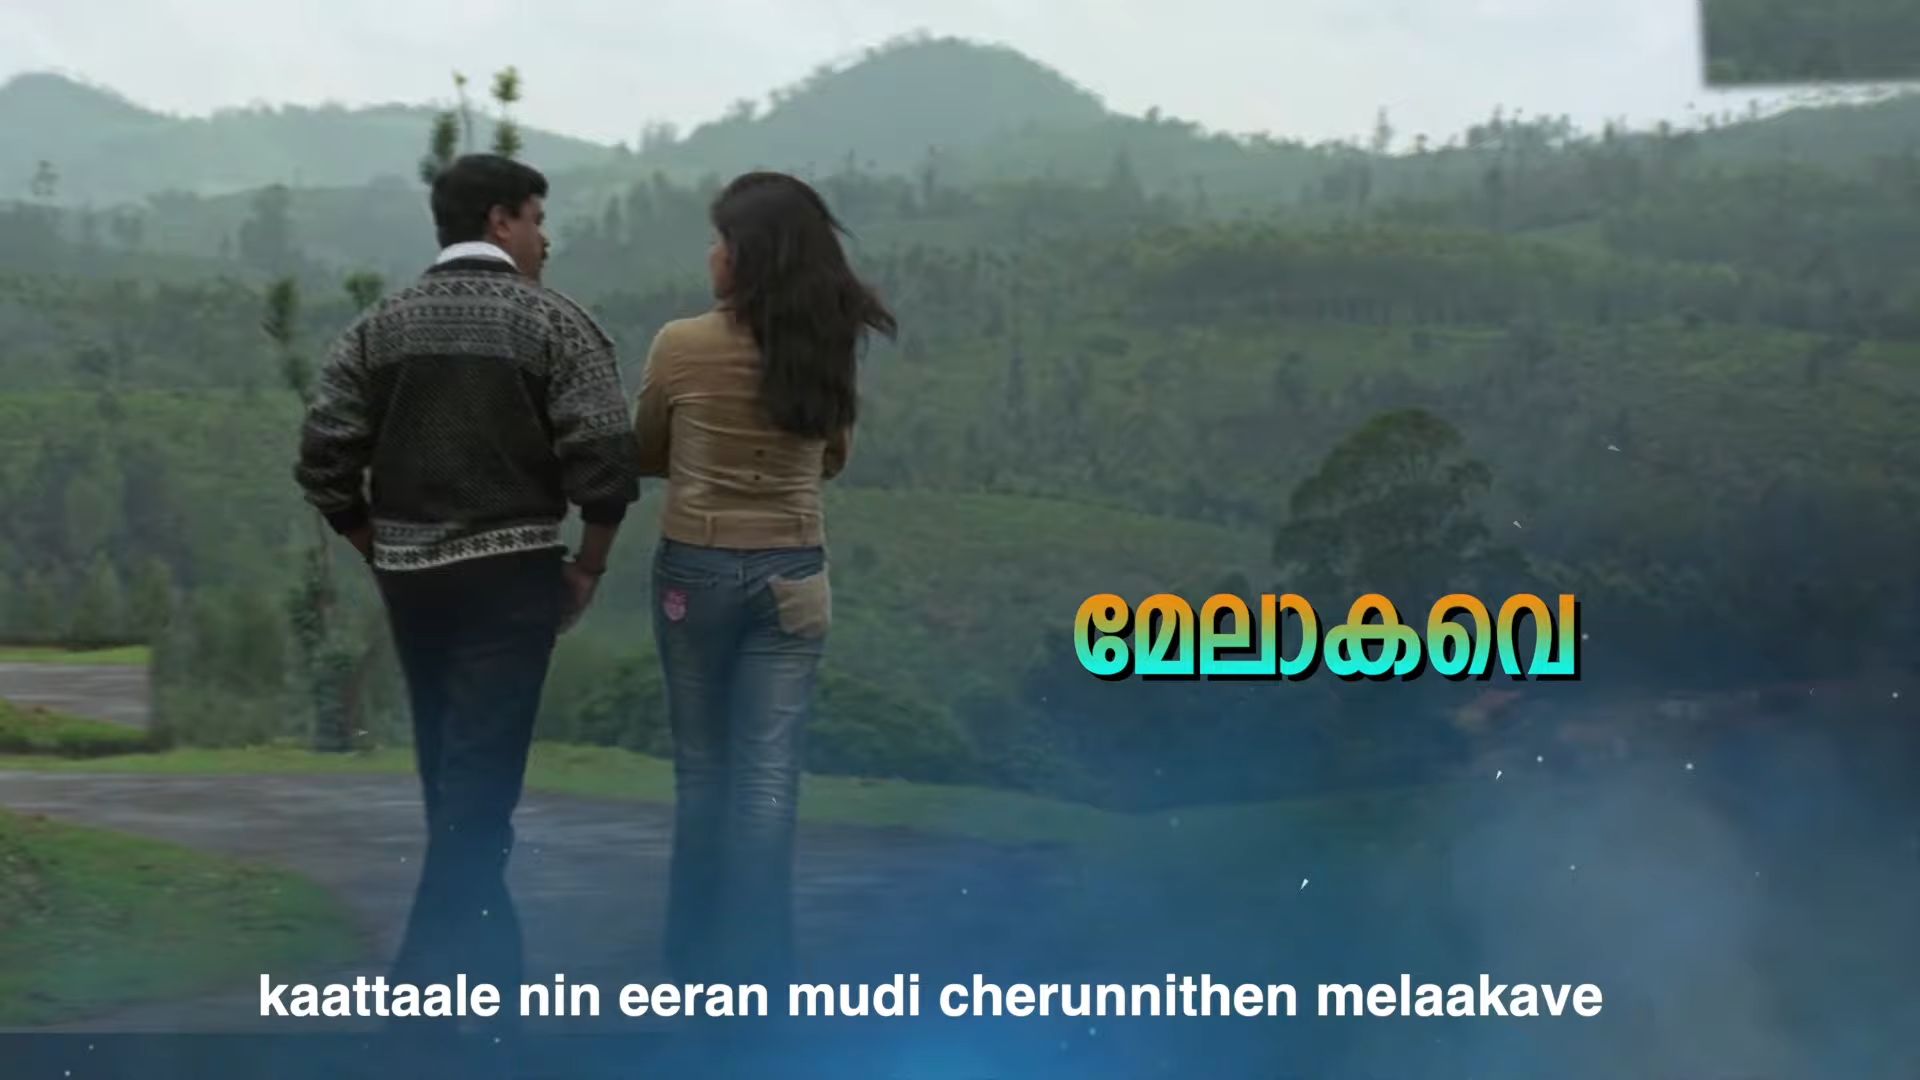 മേലാകവെ
kaattaale nin eeran mudi cherunnithen melaakave